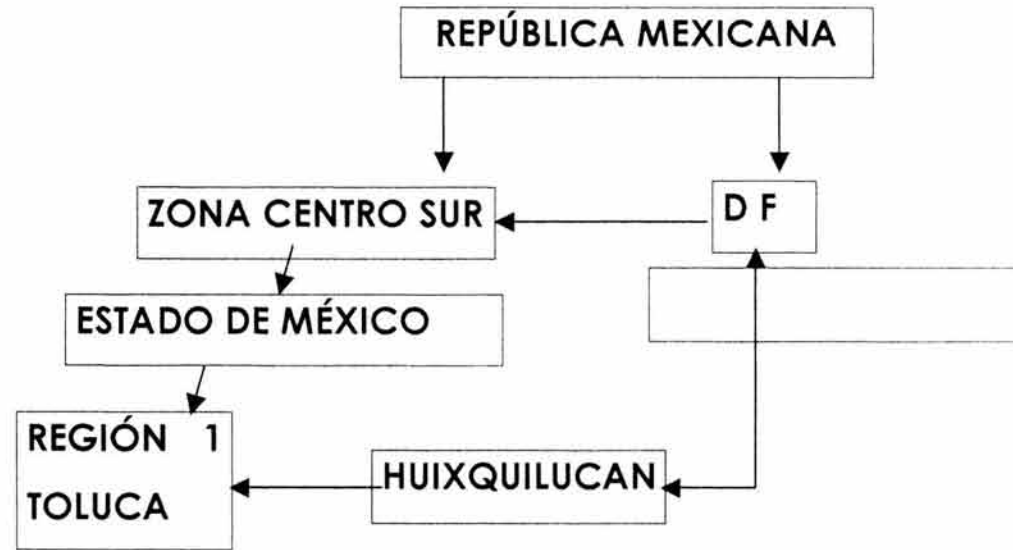 REPÚBLICA MEXICANA
ZONA CENTRO SUR
D F
ESTADO DE MÉXICO
REGIÓN 1
TOLUCA
HUIXQUILUCAN